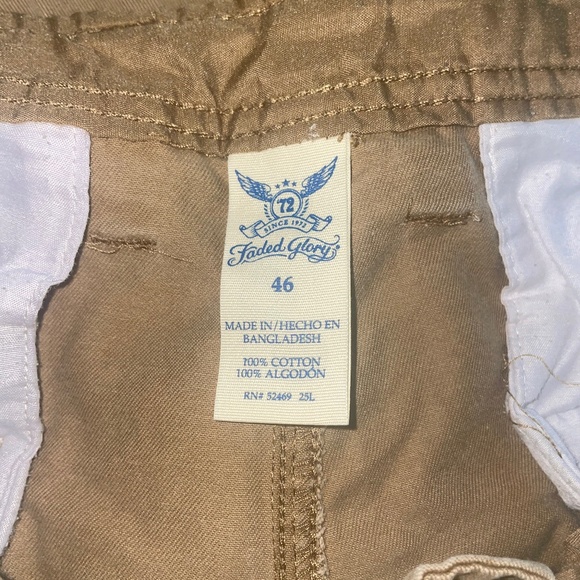 '72
SINCE 1972
Faded Glory
46
MADE IN/HECHO EN
BANGLADESH
100% COTTON
100% ALGODÓN
RN# 52469 25L